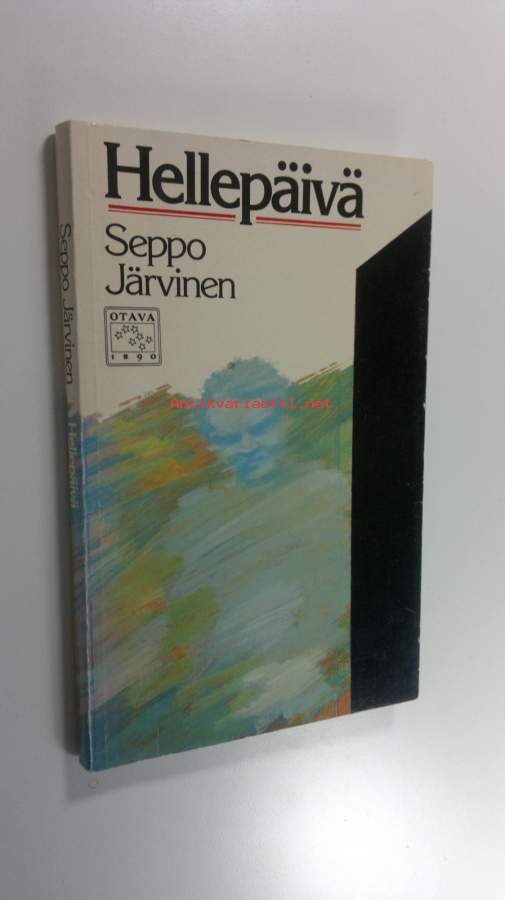 Hellepäivä
Seppo
Järvinen
OTAVA
1890
Antikvariaatti.net
Seppo Järvinen Hellepäivä